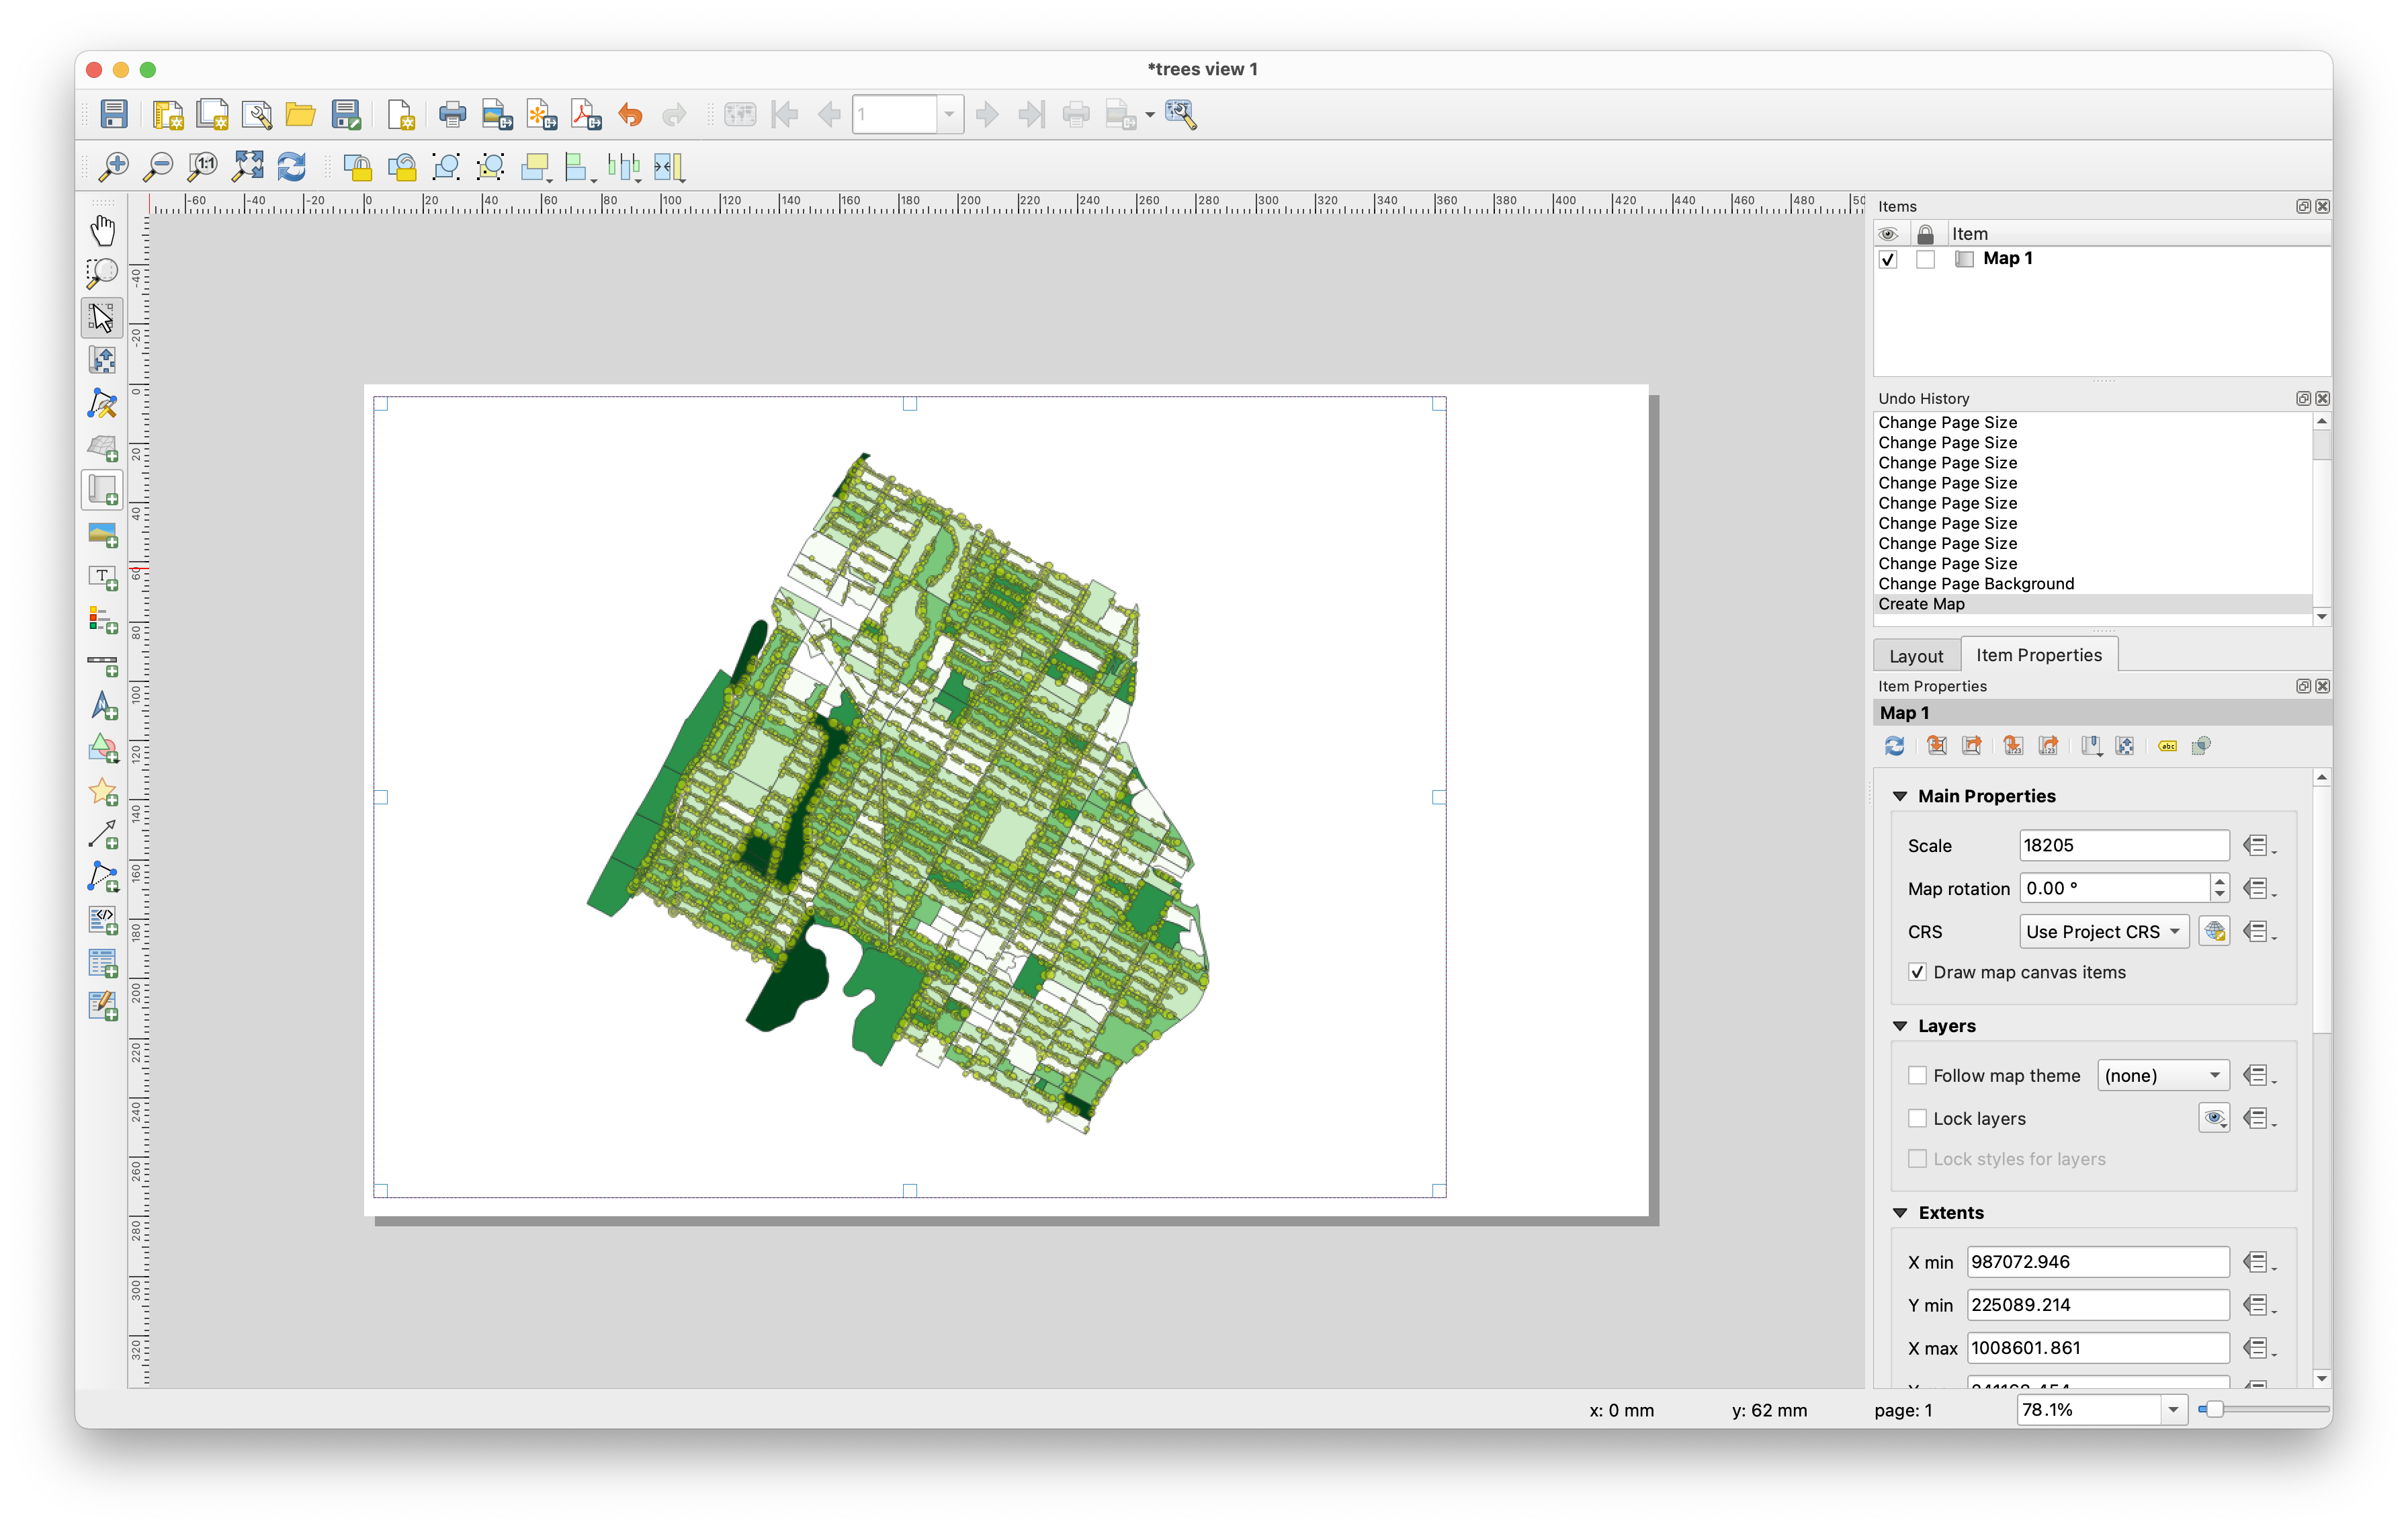 *trees view 1
1
1:1
-60 -40 -20 0 20 40 60 80 100 120 140 160 180 200 220 240 260 280 300 320 340 360 380 400 420 440 460 480 50
-40
-20
0
20
40
60
80
100
120
140
160
180
200
220
240
260
280
300
320
Items
Item
Map 1
Undo History
Change Page Size
Change Page Size
Change Page Size
Change Page Size
Change Page Size
Change Page Size
Change Page Size
Change Page Size
Change Page Background
Create Map
Layout Item Properties
Item Properties
Map 1
abc
Main Properties
Scale 18205
Map rotation 0.00 °
CRS Use Project CRS
Draw map canvas items
Layers
Follow map theme (none)
Lock layers
Lock styles for layers
Extents
X min 987072.946
Y min 225089.214
X max 1008601.861
x: 0 mm y: 62 mm page: 1 78.1%